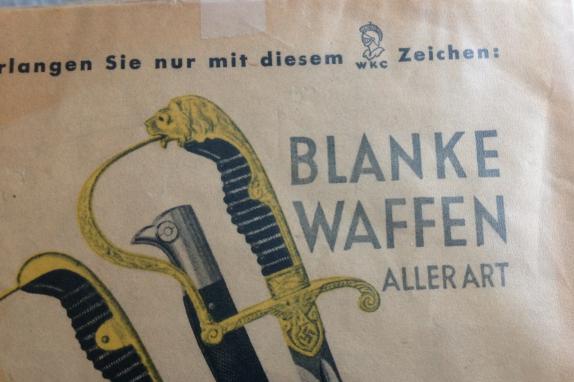 rlangen Sie nur mit diesem WKC Zeichen:
BLANKE
WAFFEN
ALLER ART